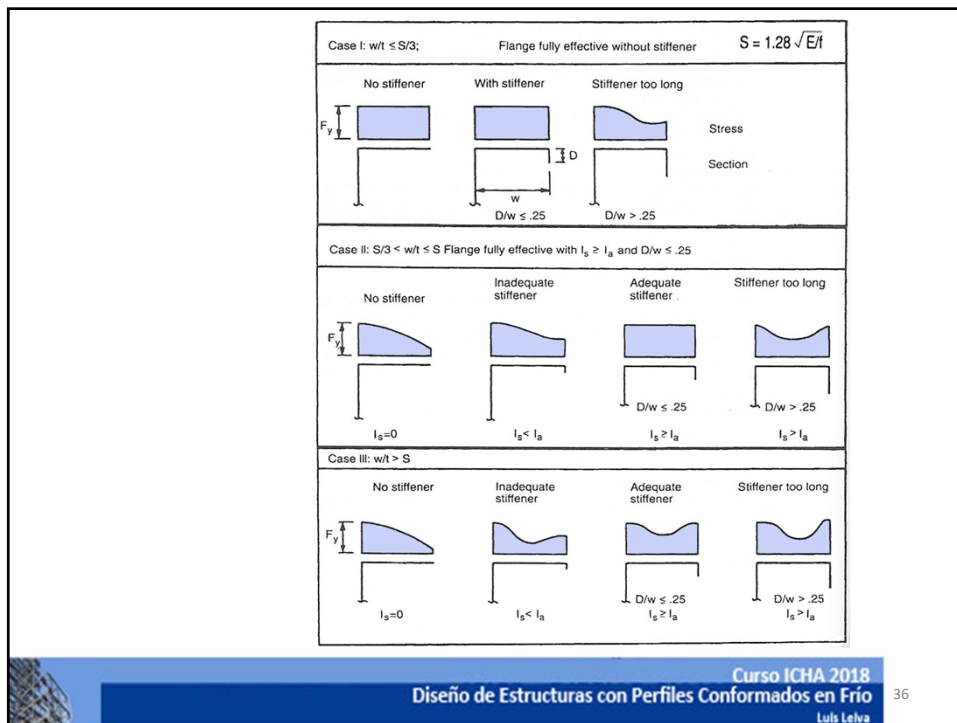 Case I: w/t ≤ S/3; Flange fully effective without stiffener S = 1.28 √E/f
No stiffener With stiffener Stiffener too long
Fy
Stress
D
Section
w
D/w ≤ .25 D/w > .25
Case II: S/3 < w/t ≤ S Flange fully effective with Is ≥ Ia and D/w ≤ .25
No stiffener Inadequate stiffener Adequate stiffener Stiffener too long
Fy
D/w ≤ .25 D/w > .25
Is=0 Is< Ia Is≥ Ia Is > Ia
Case III: w/t > S
No stiffener Inadequate stiffener Adequate stiffener Stiffener too long
Fy
D/w ≤ .25 D/w > .25
Is=0 Is< Ia Is≥ Ia Is > Ia
Curso ICHA 2018
Diseño de Estructuras con Perfiles Conformados en Frío 36
Luis Leiva